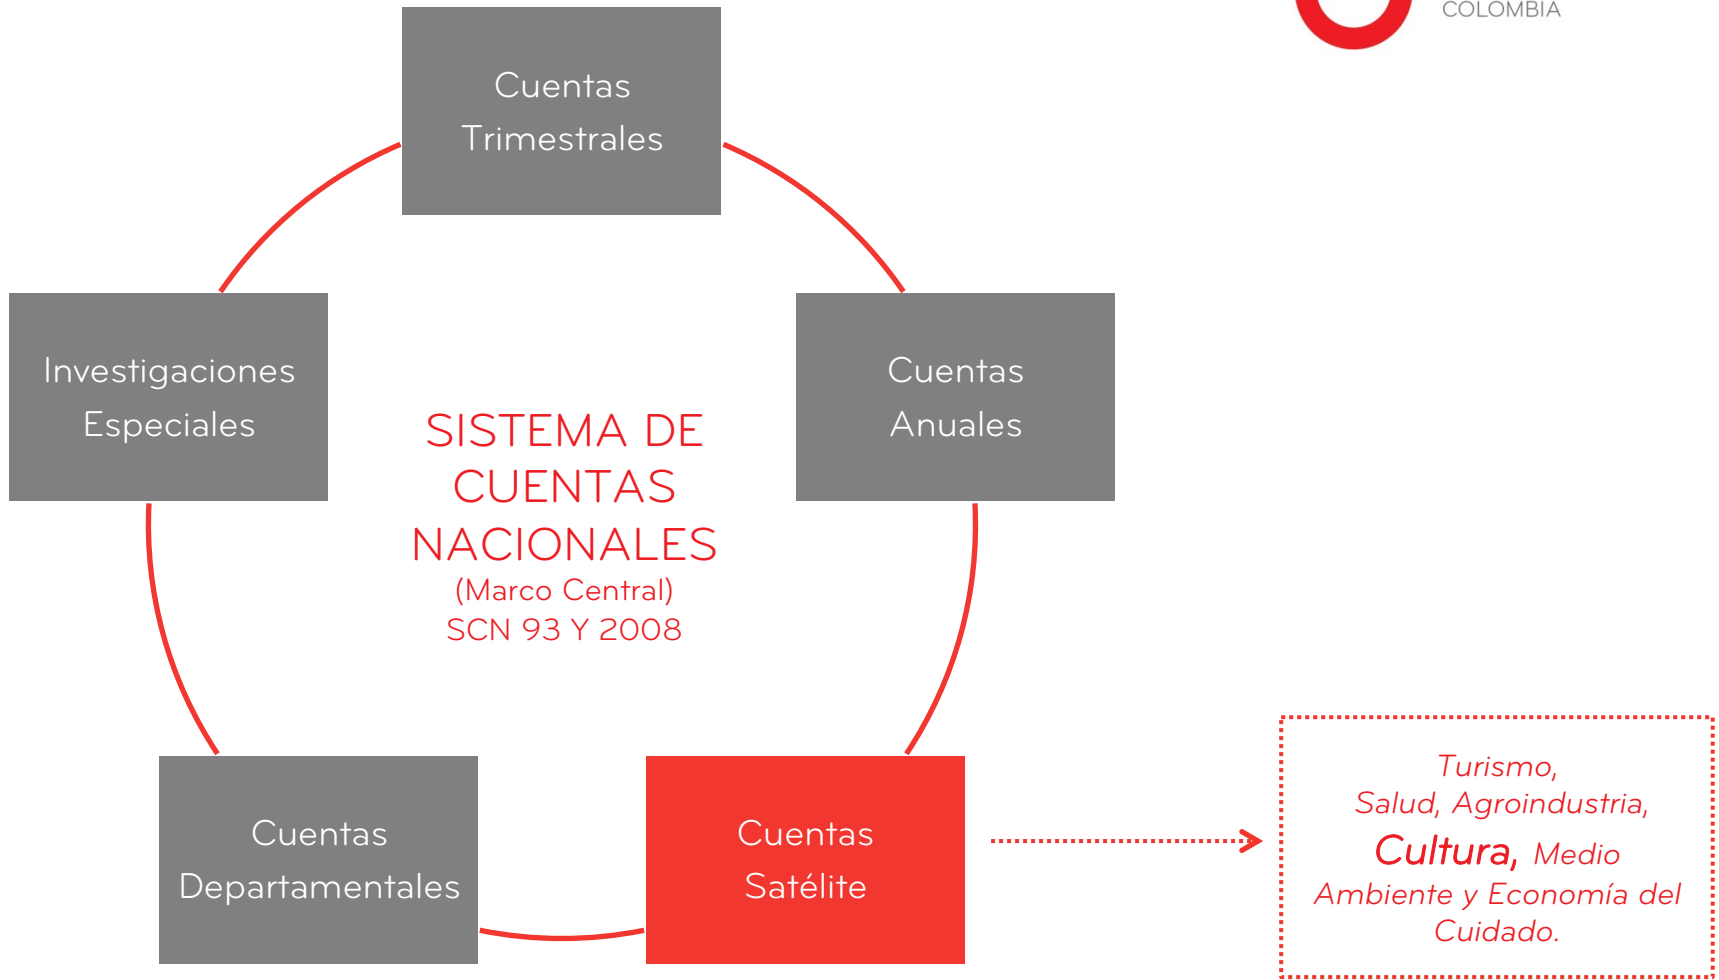 COLOMBIA
Cuentas
Trimestrales
Investigaciones
Especiales
Cuentas
Anuales
SISTEMA DE
CUENTAS
NACIONALES
(Marco Central)
SCN 93 Y 2008
Cuentas
Departamentales
Cuentas
Satélite
Turismo,
Salud, Agroindustria,
Cultura, Medio
Ambiente y Economía del
Cuidado.